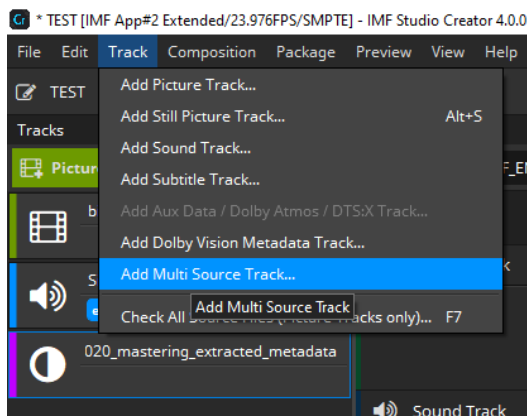 Cr * TEST [IMF App#2 Extended/23.976FPS/SMPTE] - IMF Studio Creator 4.0.0
File Edit Track Composition Package Preview View Help
TEST
Add Picture Track...
Add Still Picture Track... Alt+S
Tracks
Add Sound Track...
Add Subtitle Track...
Add Aux Data / Dolby Atmos / DTS:X Track...
Add Dolby Vision Metadata Track...
Add Multi Source Track...
Add Multi Source Track
Check All Source Files (Picture Tracks only)... F7
020_mastering_extracted_metadata
Sound Track